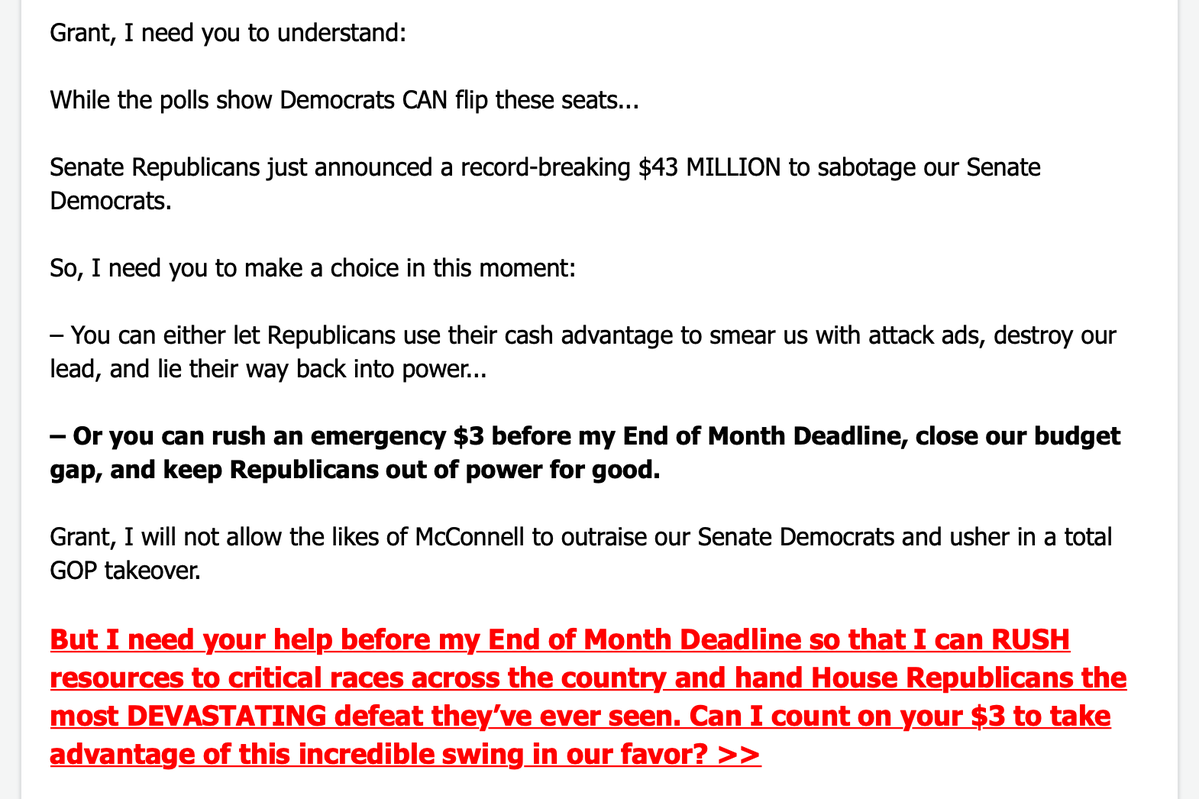 Grant, I need you to understand:
While the polls show Democrats CAN flip these seats...
Senate Republicans just announced a record-breaking $43 MILLION to sabotage our Senate
Democrats.
So, I need you to make a choice in this moment:
– You can either let Republicans use their cash advantage to smear us with attack ads, destroy our
lead, and lie their way back into power...
– Or you can rush an emergency $3 before my End of Month Deadline, close our budget
gap, and keep Republicans out of power for good.
Grant, I will not allow the likes of McConnell to outraise our Senate Democrats and usher in a total
GOP takeover.
But I need your help before my End of Month Deadline so that I can RUSH
resources to critical races across the country and hand House Republicans the
most DEVASTATING defeat they’ve ever seen. Can I count on your $3 to take
advantage of this incredible swing in our favor? >>